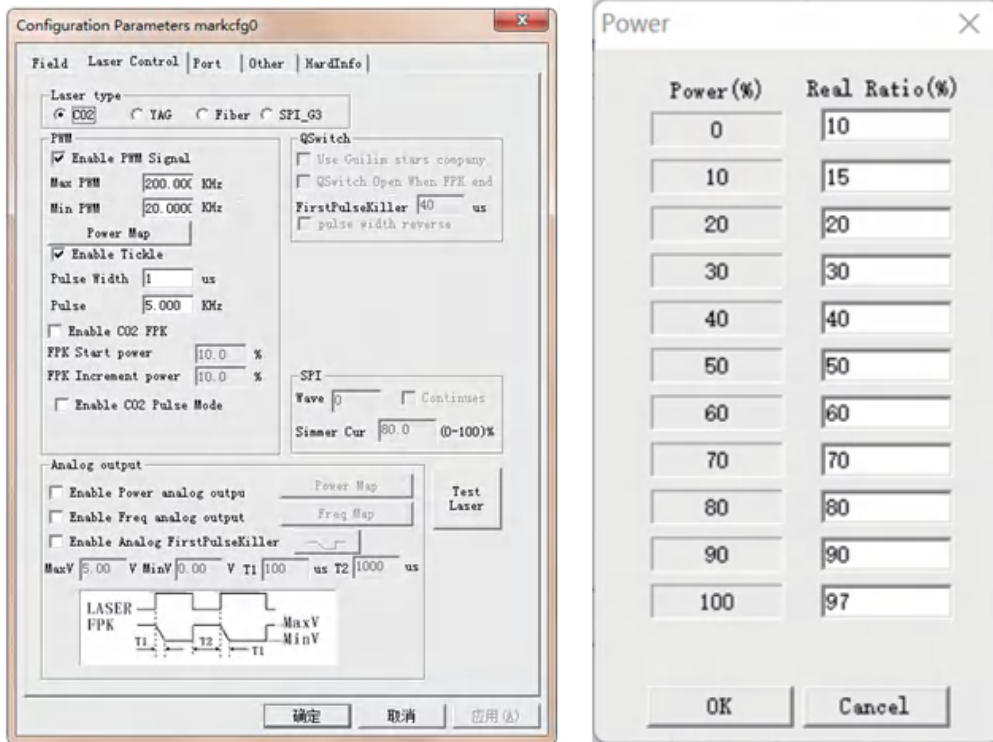 Configuration Parameters markcfg0
Field Laser Control Port Other HardInfo
Laser type
CO2 YAG Fiber SPI_G3
PWM
Enable PWM Signal
Max PWM 200.000 KHz
Min PWM 20.0000 KHz
Power Map
Enable Tickle
Pulse Width 1 us
Pulse 5.000 KHz
Enable CO2 FPK
FPK Start power 10.0 %
FPK Increment power 10.0 %
Enable CO2 Pulse Mode
QSwitch
Use Guilin stars company
QSwitch Open When FPK end
FirstPulseKiller 40 us
pulse width reverse
SPI
Wave 0 Continues
Simmer Cur 80.0 (0-100)%
Analog output
Enable Power analog outpu Power Map
Enable Freq analog output Freq Map
Enable Analog FirstPulseKiller
MaxV 5.00 V MinV 0.00 V T1 100 us T2 1000 us
LASER
FPK
T1 T2 T1
MaxV
MinV
Test
Laser
确定 取消 应用(A)
Power
Power(%) Real Ratio(%)
0 10
10 15
20 20
30 30
40 40
50 50
60 60
70 70
80 80
90 90
100 97
OK Cancel